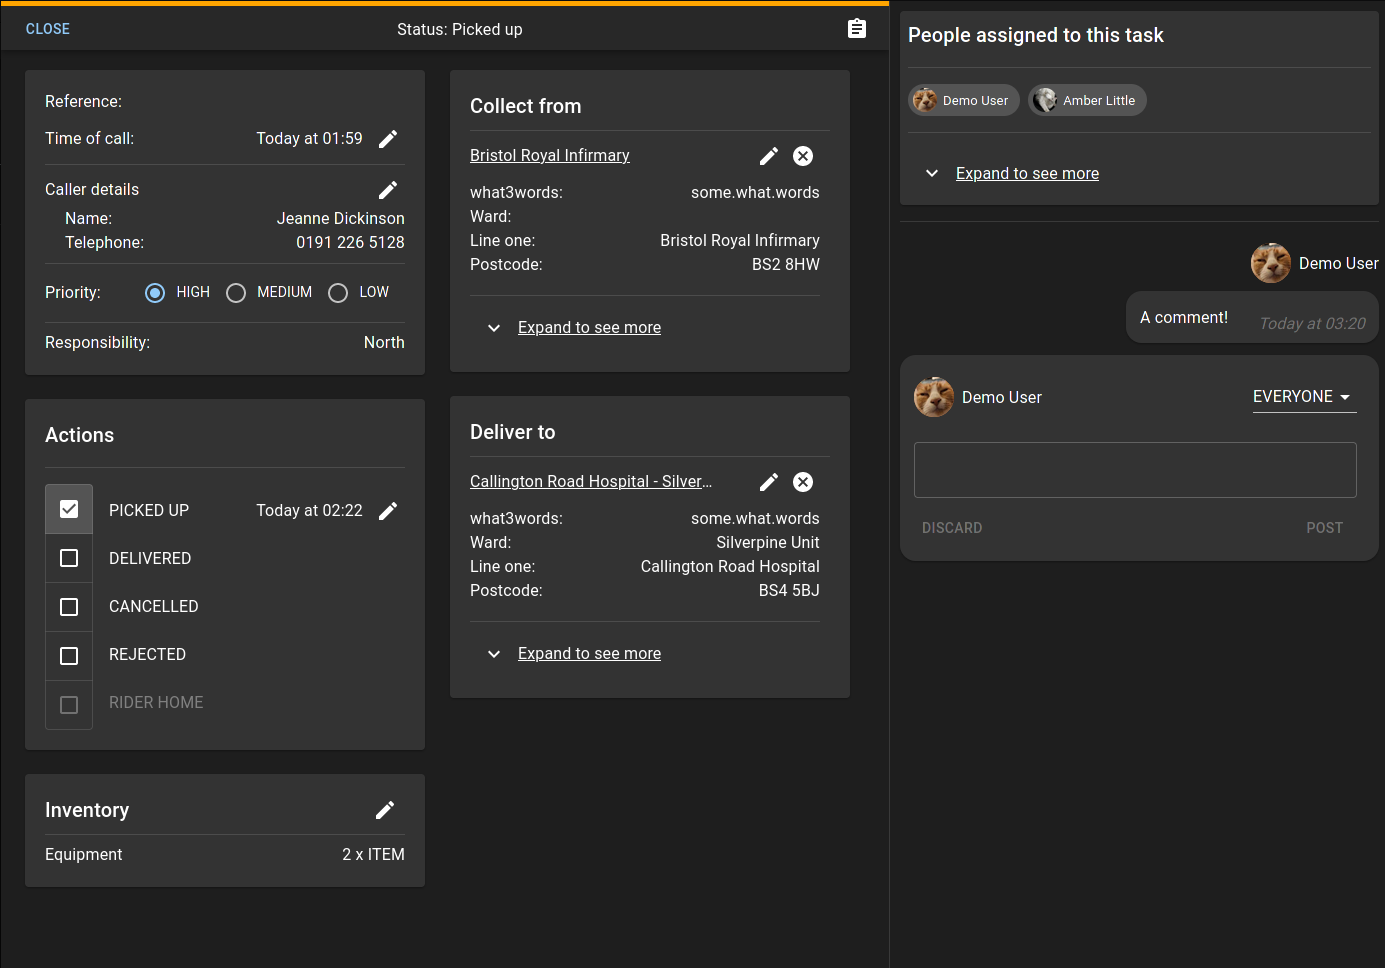 CLOSE
Status: Picked up
Reference:
Time of call: Today at 01:59
Caller details
Name: Jeanne Dickinson
Telephone: 0191 226 5128
Priority: HIGH MEDIUM LOW
Responsibility: North
Actions
PICKED UP Today at 02:22
DELIVERED
CANCELLED
REJECTED
RIDER HOME
Inventory
Equipment 2 x ITEM
Collect from
Bristol Royal Infirmary
what3words: some.what.words
Ward:
Line one: Bristol Royal Infirmary
Postcode: BS2 8HW
Expand to see more
Deliver to
Callington Road Hospital - Silver...
what3words: some.what.words
Ward: Silverpine Unit
Line one: Callington Road Hospital
Postcode: BS4 5BJ
Expand to see more
People assigned to this task
Demo User Amber Little
Expand to see more
Demo User
A comment! Today at 03:20
Demo User EVERYONE
DISCARD POST